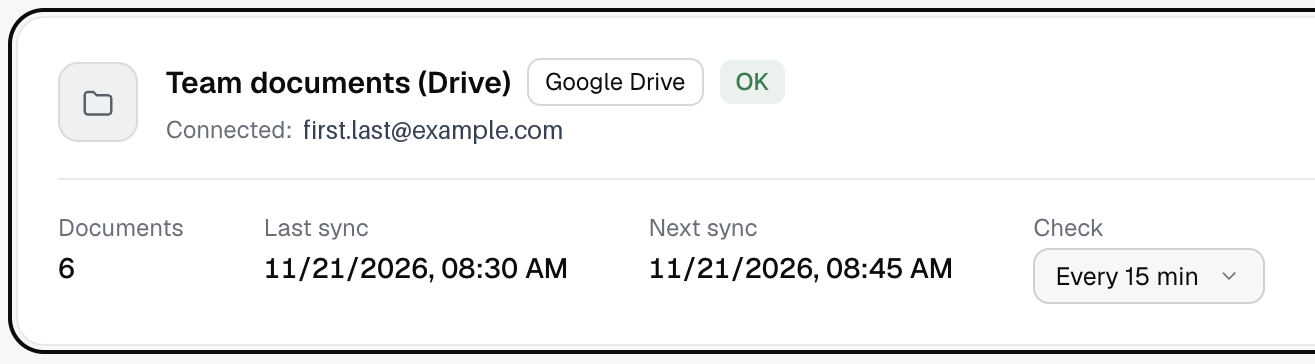 Team documents (Drive) Google Drive OK
Connected: first.last@example.com
Documents Last sync Next sync Check
6 11/21/2026, 08:30 AM 11/21/2026, 08:45 AM Every 15 min